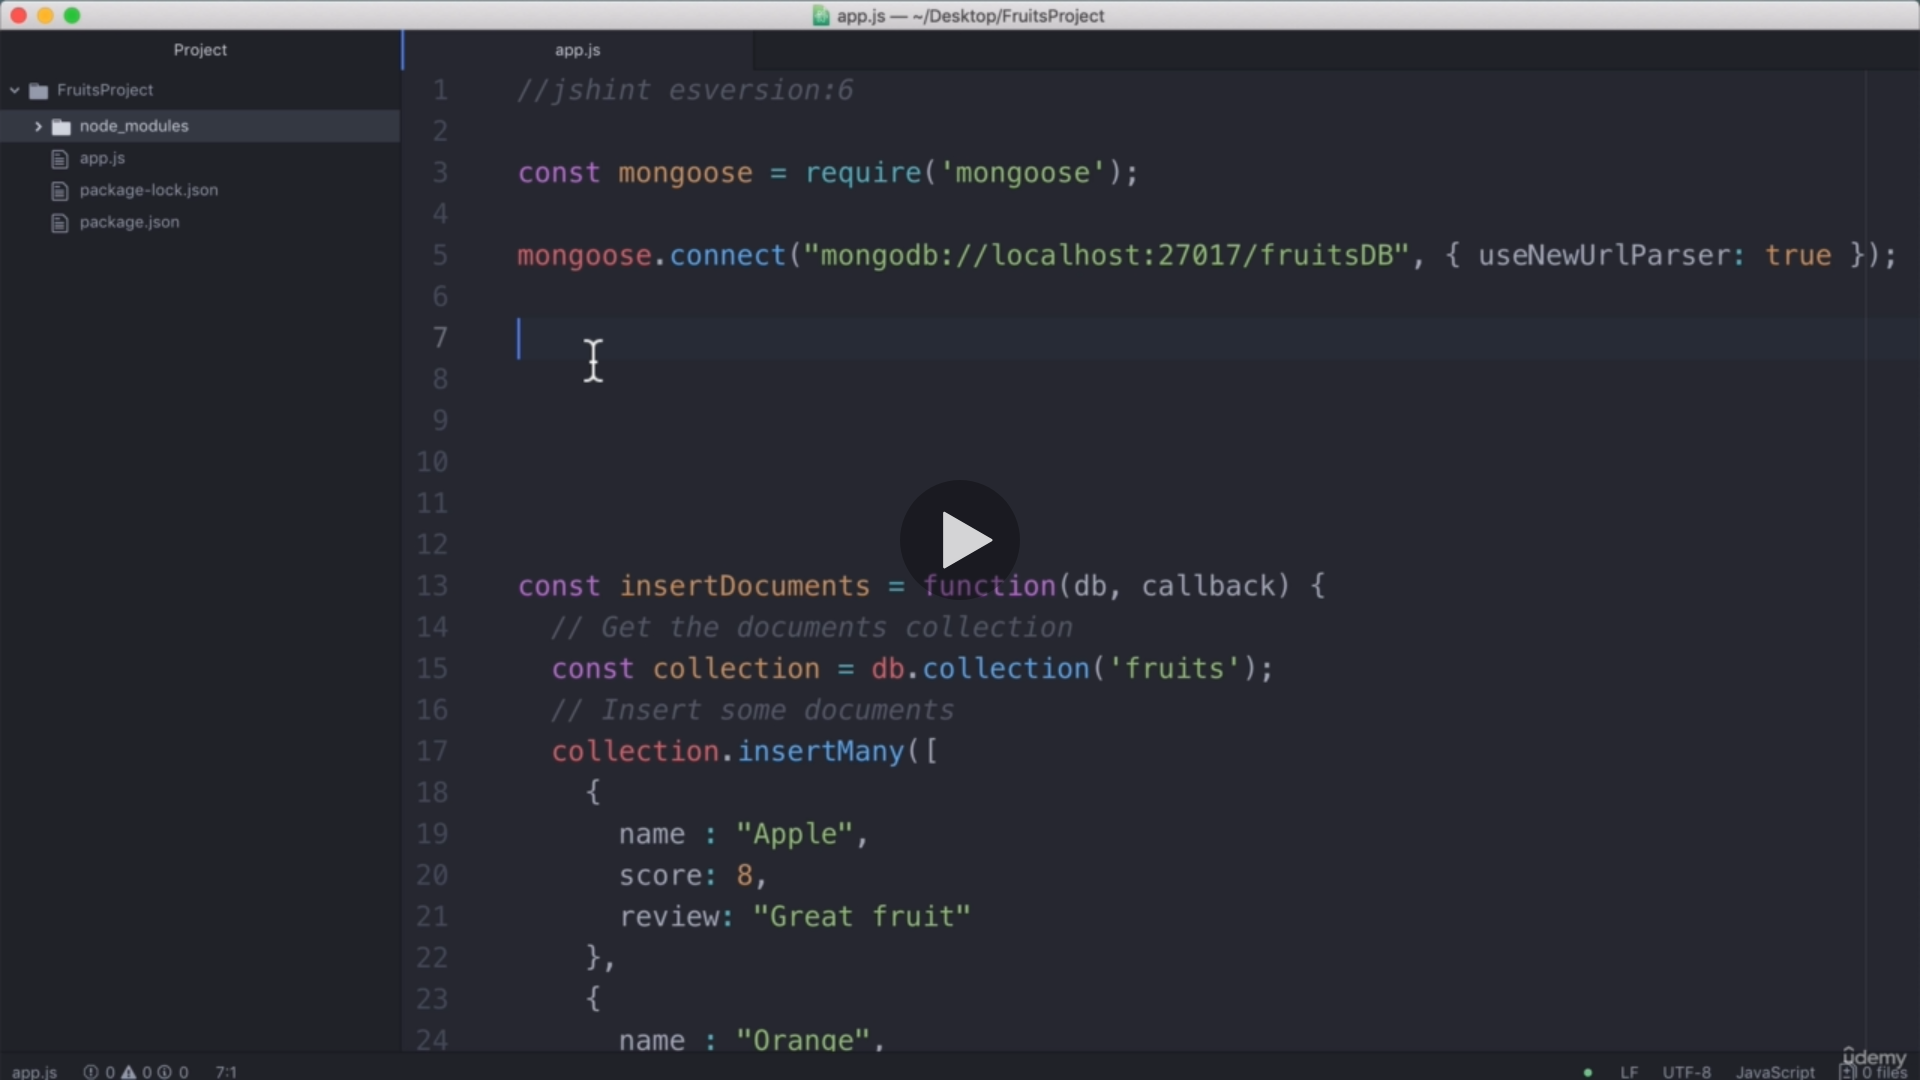 app.js — ~/Desktop/FruitsProject
Project
app.js
FruitsProject
node_modules
app.js
package-lock.json
package.json
1 //jshint esversion:6
2
3 const mongoose = require('mongoose');
4
5 mongoose.connect("mongodb://localhost:27017/fruitsDB", { useNewUrlParser: true });
6
7
8
9
10
11
12
13 const insertDocuments = function(db, callback) {
14 // Get the documents collection
15 const collection = db.collection('fruits');
16 // Insert some documents
17 collection.insertMany([
18 {
19 name : "Apple",
20 score: 8,
21 review: "Great fruit"
22 },
23 {
24 name : "Orange",
app.js 0 0 0 7:1 LF UTF-8 JavaScript 0 files
ûdemy